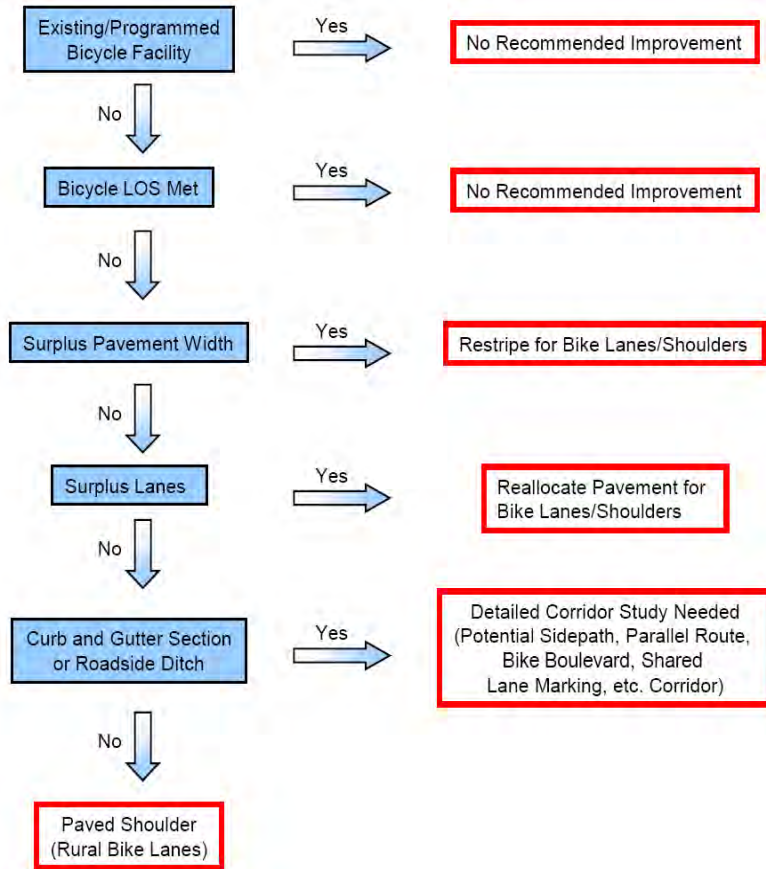 Existing/Programmed
Bicycle Facility
Yes
No Recommended Improvement
No
Bicycle LOS Met
Yes
No Recommended Improvement
No
Surplus Pavement Width
Yes
Restripe for Bike Lanes/Shoulders
No
Surplus Lanes
Yes
Reallocate Pavement for
Bike Lanes/Shoulders
No
Curb and Gutter Section
or Roadside Ditch
Yes
Detailed Corridor Study Needed
(Potential Sidepath, Parallel Route,
Bike Boulevard, Shared
Lane Marking, etc. Corridor)
No
Paved Shoulder
(Rural Bike Lanes)